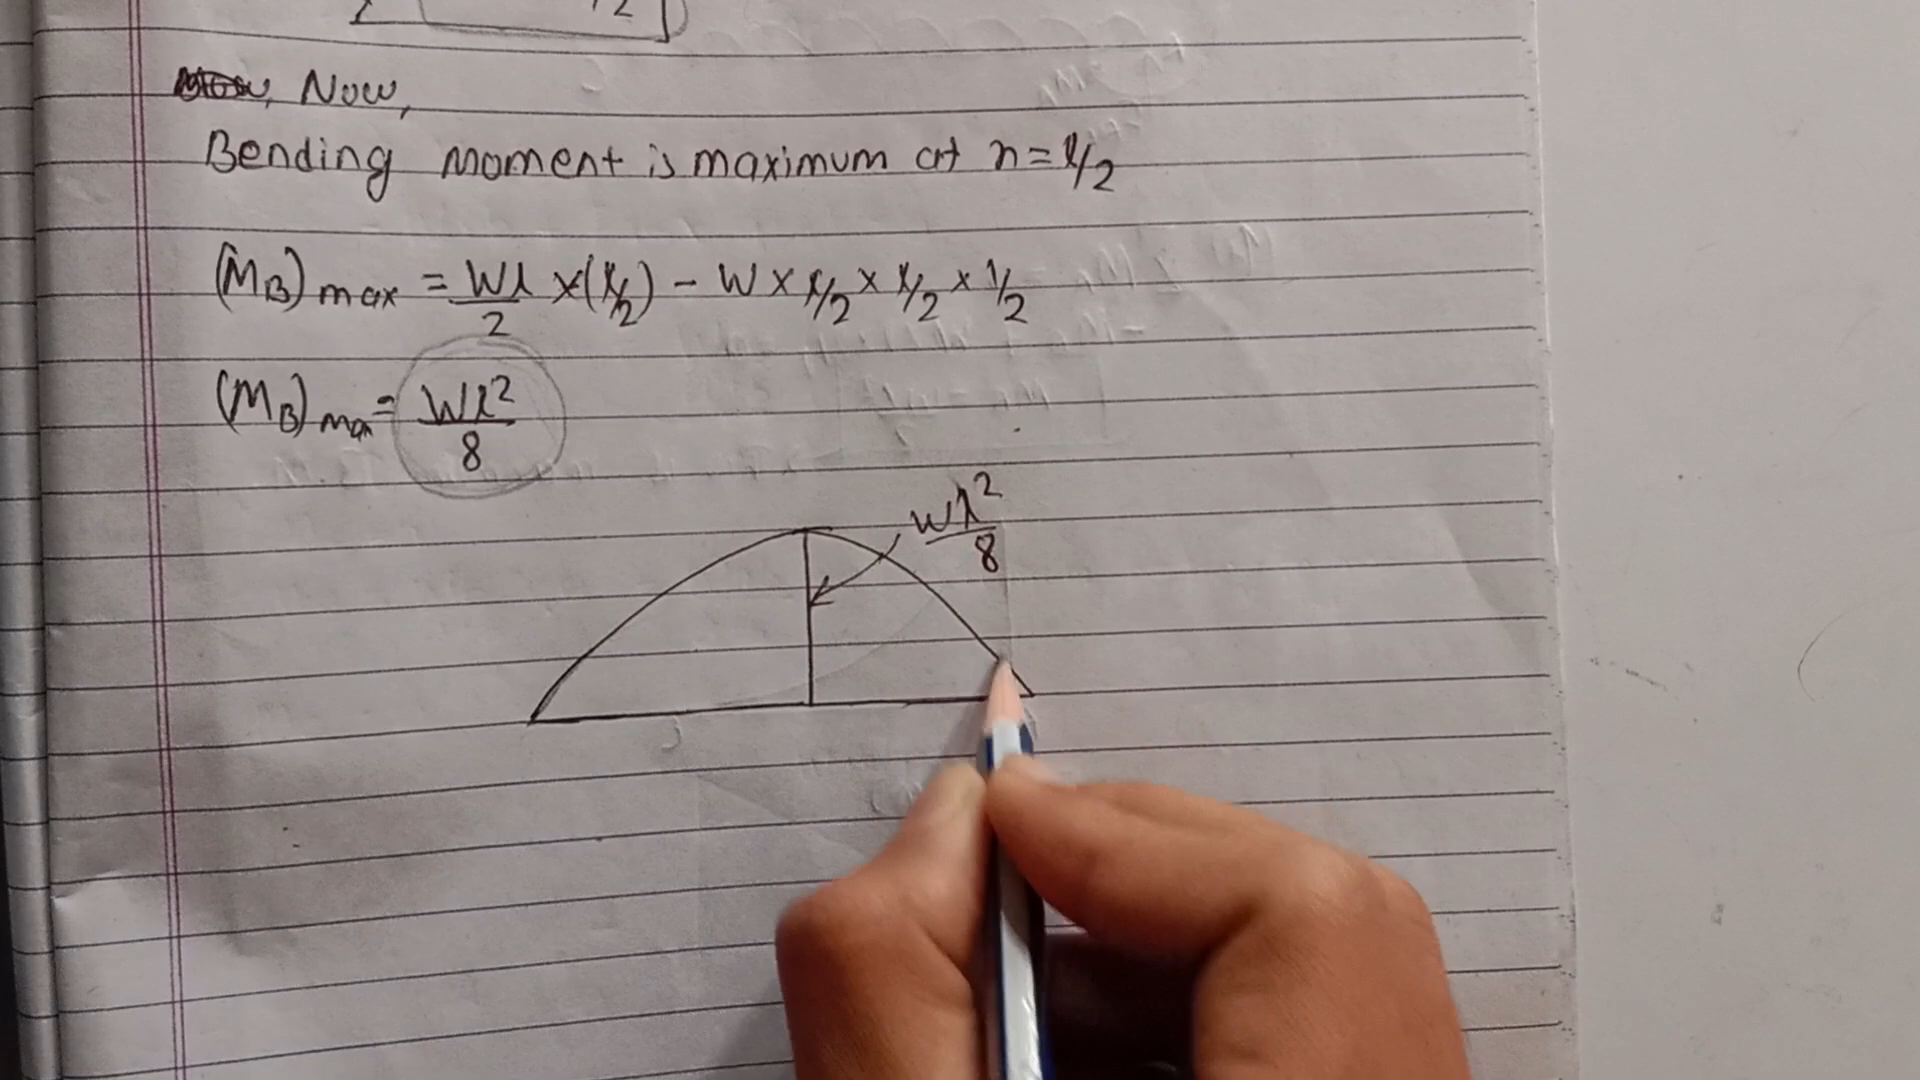 2
Now,
Bending moment is maximum at n = l/2
(MB) max = Wl/2 × (l/2) - W × l/2 × l/2 × 1/2
(MB) max = Wl²/8
wl²/8